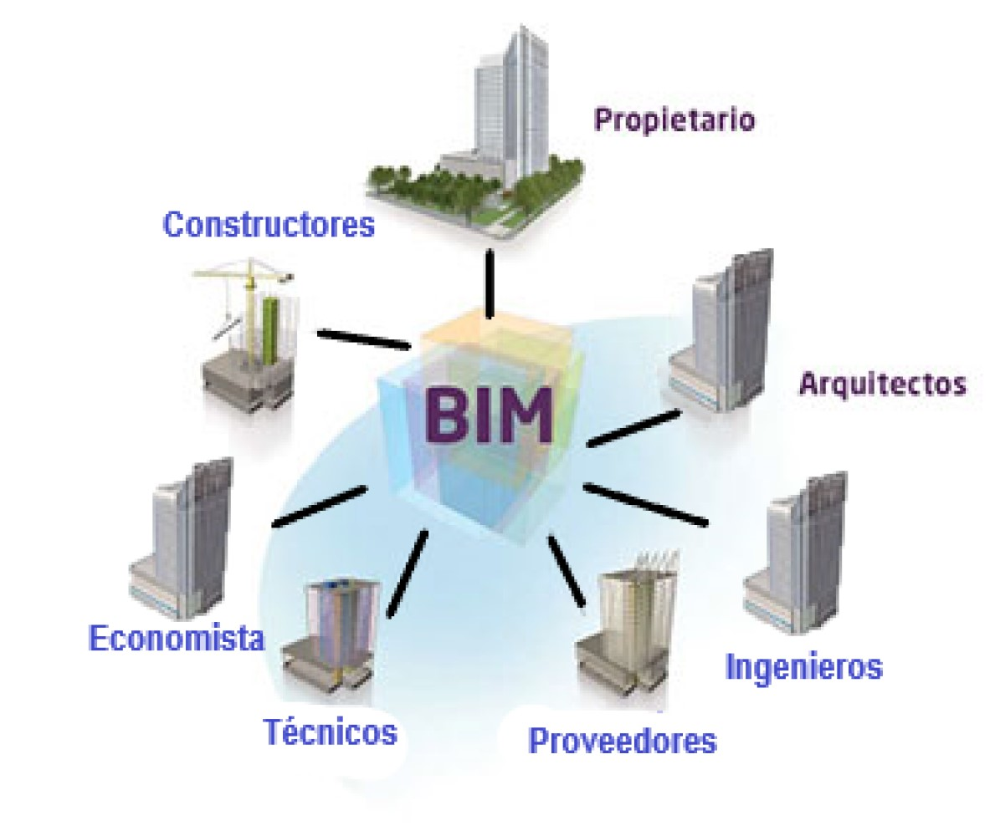 Propietario
Constructores
BIM
Arquitectos
Economista
Ingenieros
Técnicos
Proveedores